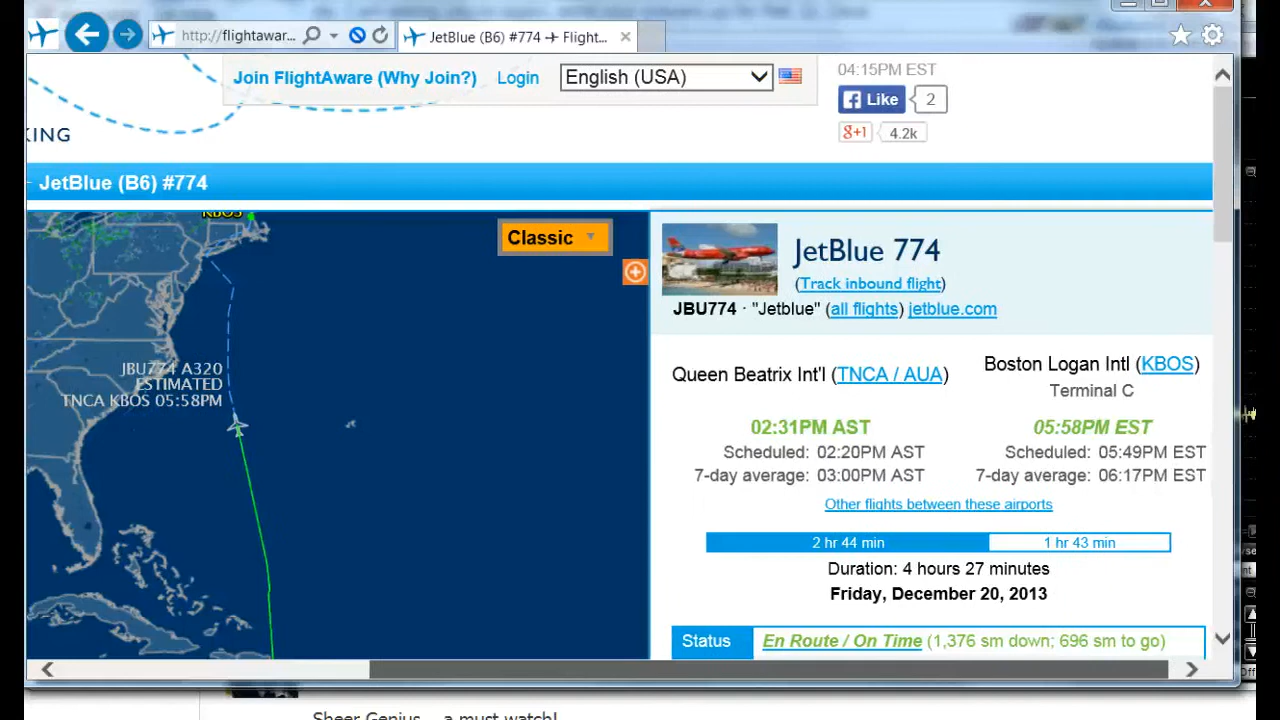 http://flightawar...
JetBlue (B6) #774 ✈ Flight...
Join FlightAware (Why Join?)
Login
English (USA)
04:15PM EST
Like
2
g+1
4.2k
KING
JetBlue (B6) #774
KBOS
Classic
JBU774 A320
ESTIMATED
TNCA KBOS 05:58PM
JetBlue 774
(Track inbound flight)
JBU774 · "Jetblue" (all flights) jetblue.com
Queen Beatrix Int'l (TNCA / AUA)
Boston Logan Intl (KBOS)
Terminal C
02:31PM AST
05:58PM EST
Scheduled: 02:20PM AST
Scheduled: 05:49PM EST
7-day average: 03:00PM AST
7-day average: 06:17PM EST
Other flights between these airports
2 hr 44 min
1 hr 43 min
Duration: 4 hours 27 minutes
Friday, December 20, 2013
Status
En Route / On Time (1,376 sm down; 696 sm to go)
Sheer Genius... a must watch!